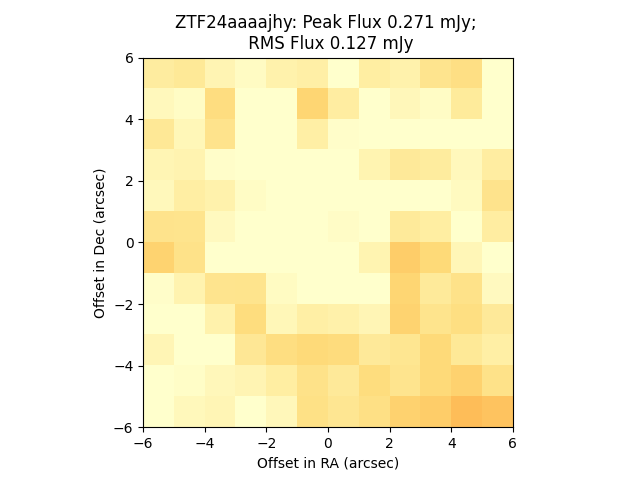 ZTF24aaaajhy: Peak Flux 0.271 mJy;
RMS Flux 0.127 mJy
6
4
2
0
−2
−4
−6
Offset in Dec (arcsec)
−6 −4 −2 0 2 4 6
Offset in RA (arcsec)